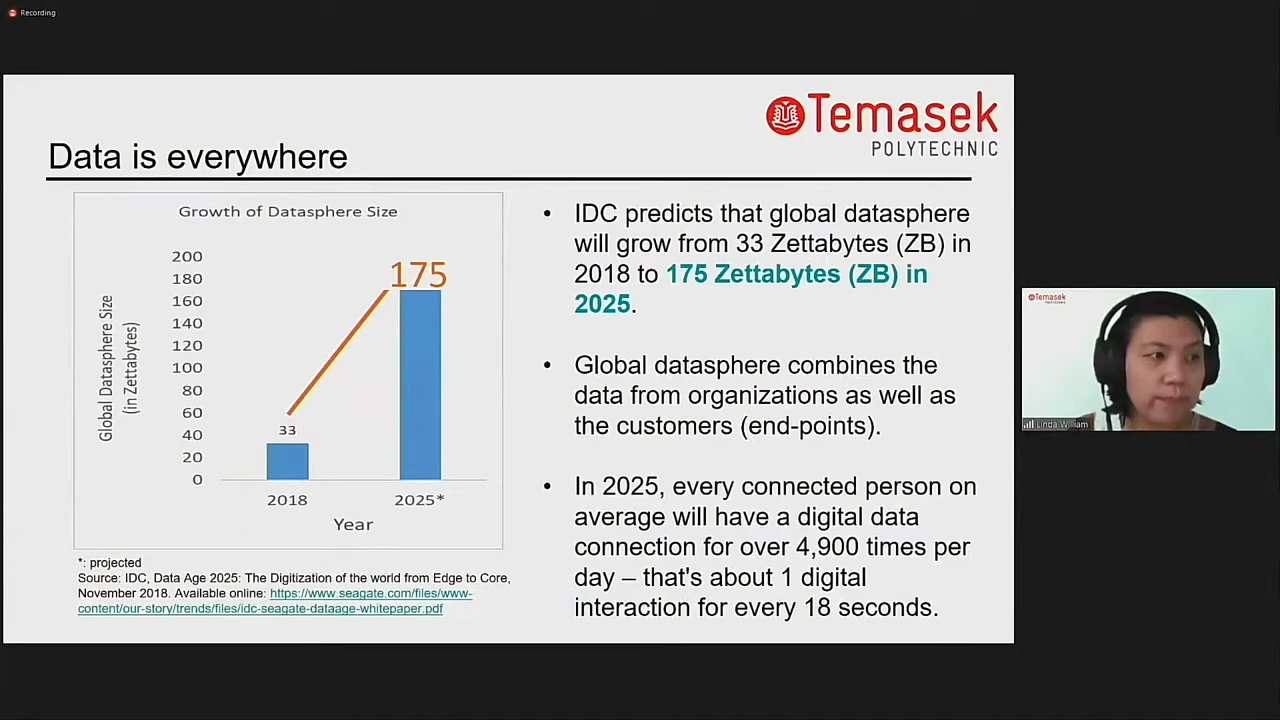 Recording
Temasek
POLYTECHNIC
Data is everywhere
Growth of Datasphere Size
200
180
160
140
120
100
80
60
40
20
0
Global Datasphere Size
(in Zettabytes)
175
33
2018
2025*
Year
*: projected
Source: IDC, Data Age 2025: The Digitization of the world from Edge to Core,
November 2018. Available online: https://www.seagate.com/files/www-
content/our-story/trends/files/idc-seagate-dataage-whitepaper.pdf
• IDC predicts that global datasphere
will grow from 33 Zettabytes (ZB) in
2018 to 175 Zettabytes (ZB) in
2025.
• Global datasphere combines the
data from organizations as well as
the customers (end-points).
• In 2025, every connected person on
average will have a digital data
connection for over 4,900 times per
day – that's about 1 digital
interaction for every 18 seconds.
Temasek
POLYTECHNIC
Linda William